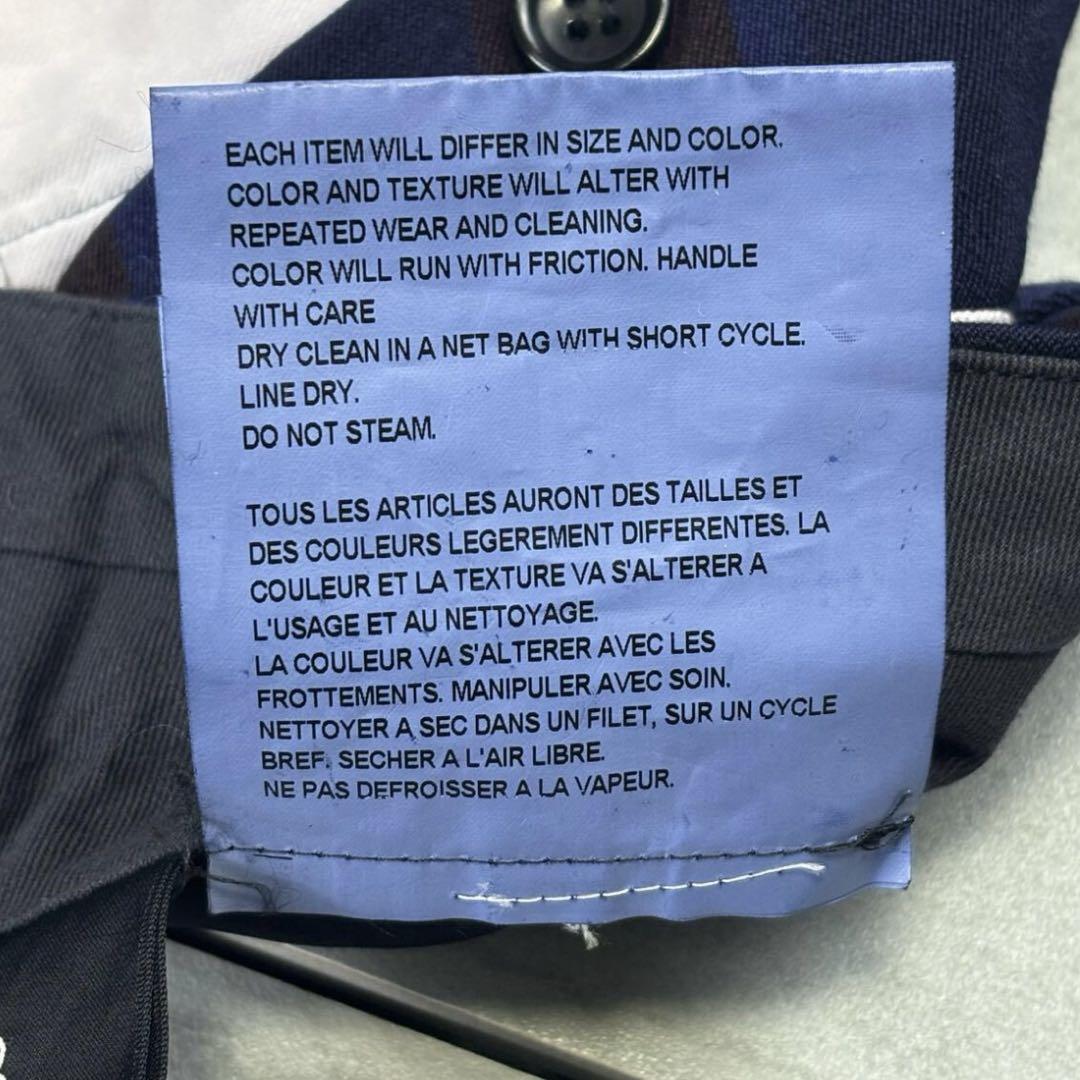 EACH ITEM WILL DIFFER IN SIZE AND COLOR.
COLOR AND TEXTURE WILL ALTER WITH
REPEATED WEAR AND CLEANING.
COLOR WILL RUN WITH FRICTION. HANDLE
WITH CARE
DRY CLEAN IN A NET BAG WITH SHORT CYCLE.
LINE DRY.
DO NOT STEAM.
TOUS LES ARTICLES AURONT DES TAILLES ET
DES COULEURS LEGEREMENT DIFFERENTES. LA
COULEUR ET LA TEXTURE VA S'ALTERER A
L'USAGE ET AU NETTOYAGE.
LA COULEUR VA S'ALTERER AVEC LES
FROTTEMENTS. MANIPULER AVEC SOIN.
NETTOYER A SEC DANS UN FILET, SUR UN CYCLE
BREF. SECHER A L'AIR LIBRE.
NE PAS DEFROISSER A LA VAPEUR.